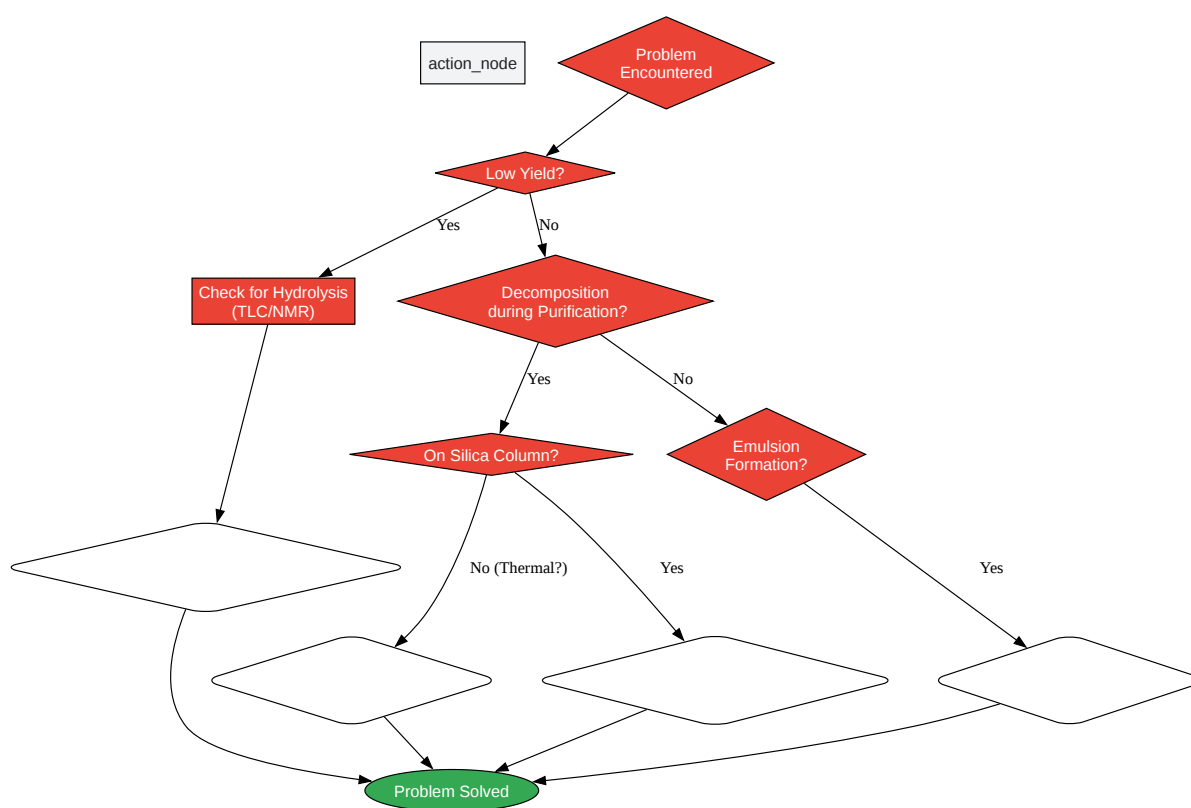 action_node
Problem
Encountered
Low Yield?
Yes
No
Check for Hydrolysis
(TLC/NMR)
Decomposition
during Purification?
Yes
No
On Silica Column?
Emulsion
Formation?
No (Thermal?)
Yes
Yes
Problem Solved